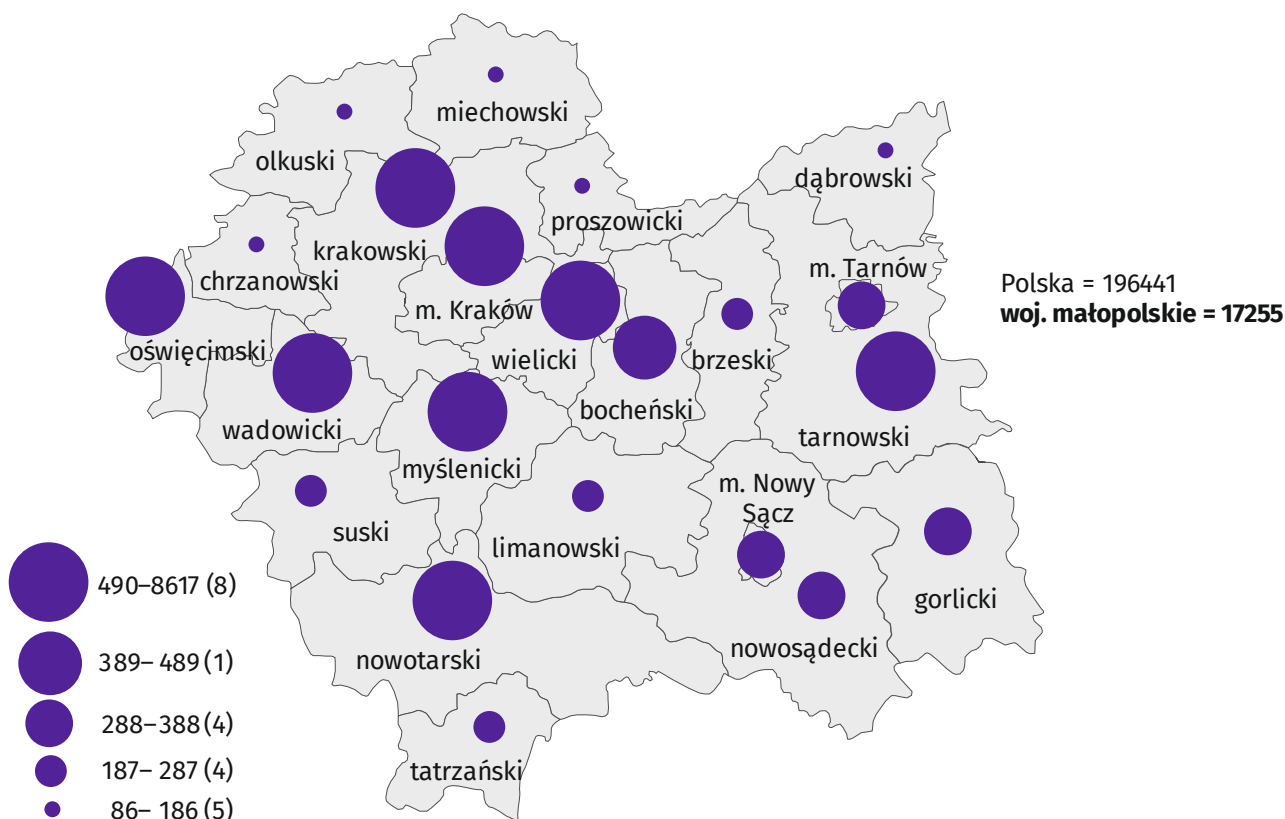 miechowski
olkuski
dąbrowski
proszowicki
krakowski
m. Tarnów
chrzanowski
Polska = 196441
m. Kraków
woj. małopolskie = 17255
oświęcimski
wielicki
brzeski
bocheński
wadowicki
tarnowski
myślenicki
m. Nowy
Sącz
suski
limanowski
490–8617 (8)
gorlicki
nowosądecki
389– 489 (1)
nowotarski
288–388 (4)
187– 287 (4)
tatrzański
86– 186 (5)